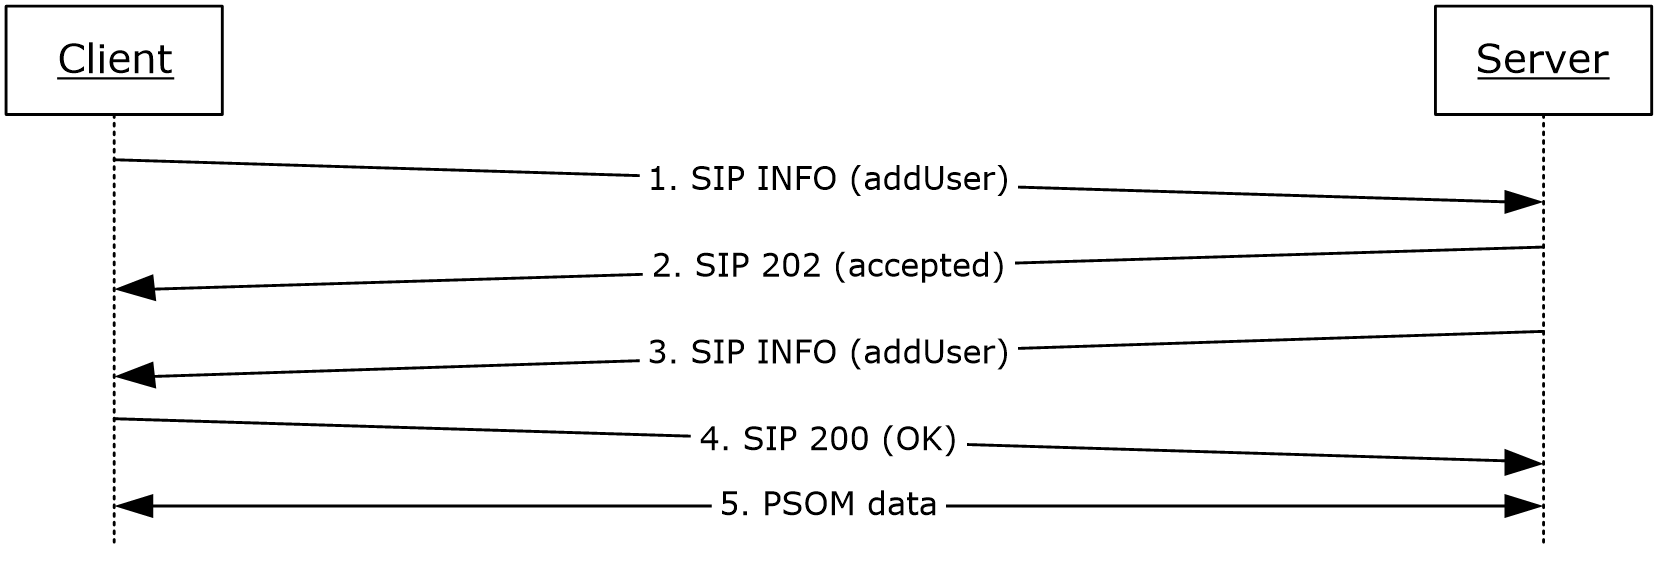 Client
Server
1. SIP INFO (addUser)
2. SIP 202 (accepted)
3. SIP INFO (addUser)
4. SIP 200 (OK)
5. PSOM data